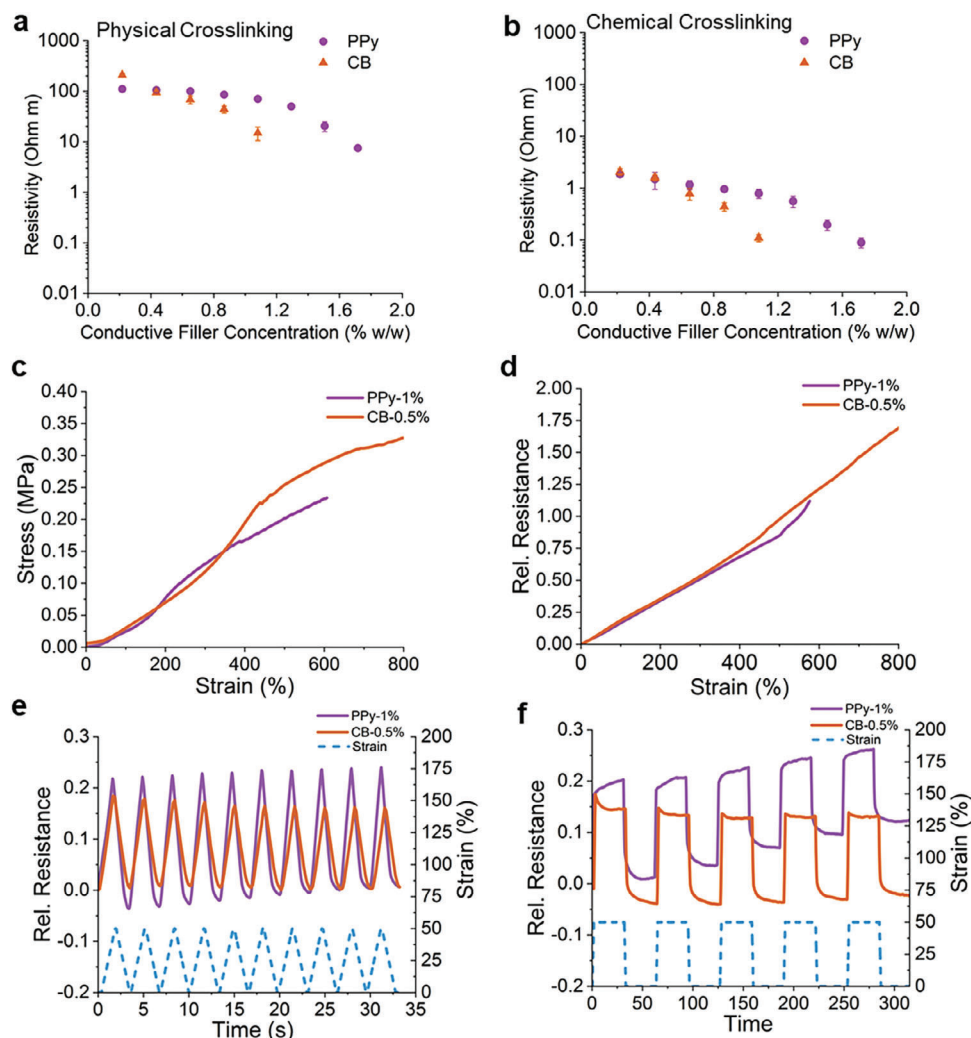 a Physical Crosslinking
PPy
CB
1000
100
10
1
0.1
0.01
Resistivity (Ohm m)
0.0 0.4 0.8 1.2 1.6 2.0
Conductive Filler Concentration (% w/w)
b Chemical Crosslinking
PPy
CB
1000
100
10
1
0.1
0.01
Resistivity (Ohm m)
0.0 0.4 0.8 1.2 1.6 2.0
Conductive Filler Concentration (% w/w)
c
PPy-1%
CB-0.5%
0.40
0.35
0.30
0.25
0.20
0.15
0.10
0.05
0.00
Stress (MPa)
0 200 400 600 800
Strain (%)
d
PPy-1%
CB-0.5%
2.00
1.75
1.50
1.25
1.00
0.75
0.50
0.25
0.00
Rel. Resistance
0 200 400 600 800
Strain (%)
e
PPy-1%
CB-0.5%
Strain
0.3
0.2
0.1
0.0
-0.1
-0.2
Rel. Resistance
200
175
150
125
100
75
50
25
0
Strain (%)
0 5 10 15 20 25 30 35
Time (s)
f
PPy-1%
CB-0.5%
Strain
0.3
0.2
0.1
0.0
-0.1
-0.2
Rel. Resistance
200
175
150
125
100
75
50
25
0
Strain (%)
0 50 100 150 200 250 300
Time